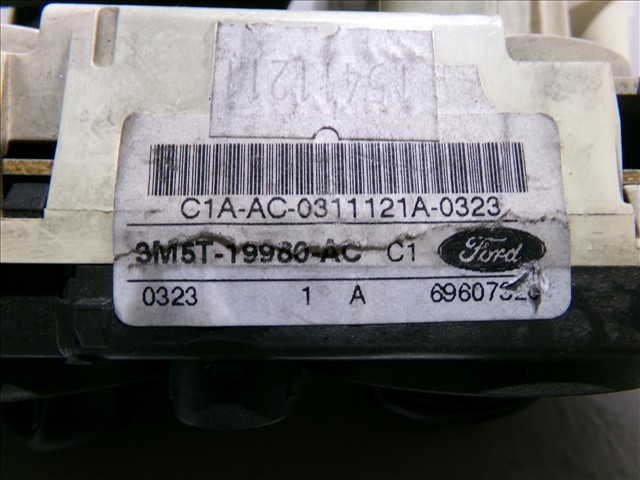 C1A-AC-0311121A-0323
3M5T-19980-AC C1 Ford
0323 1 A